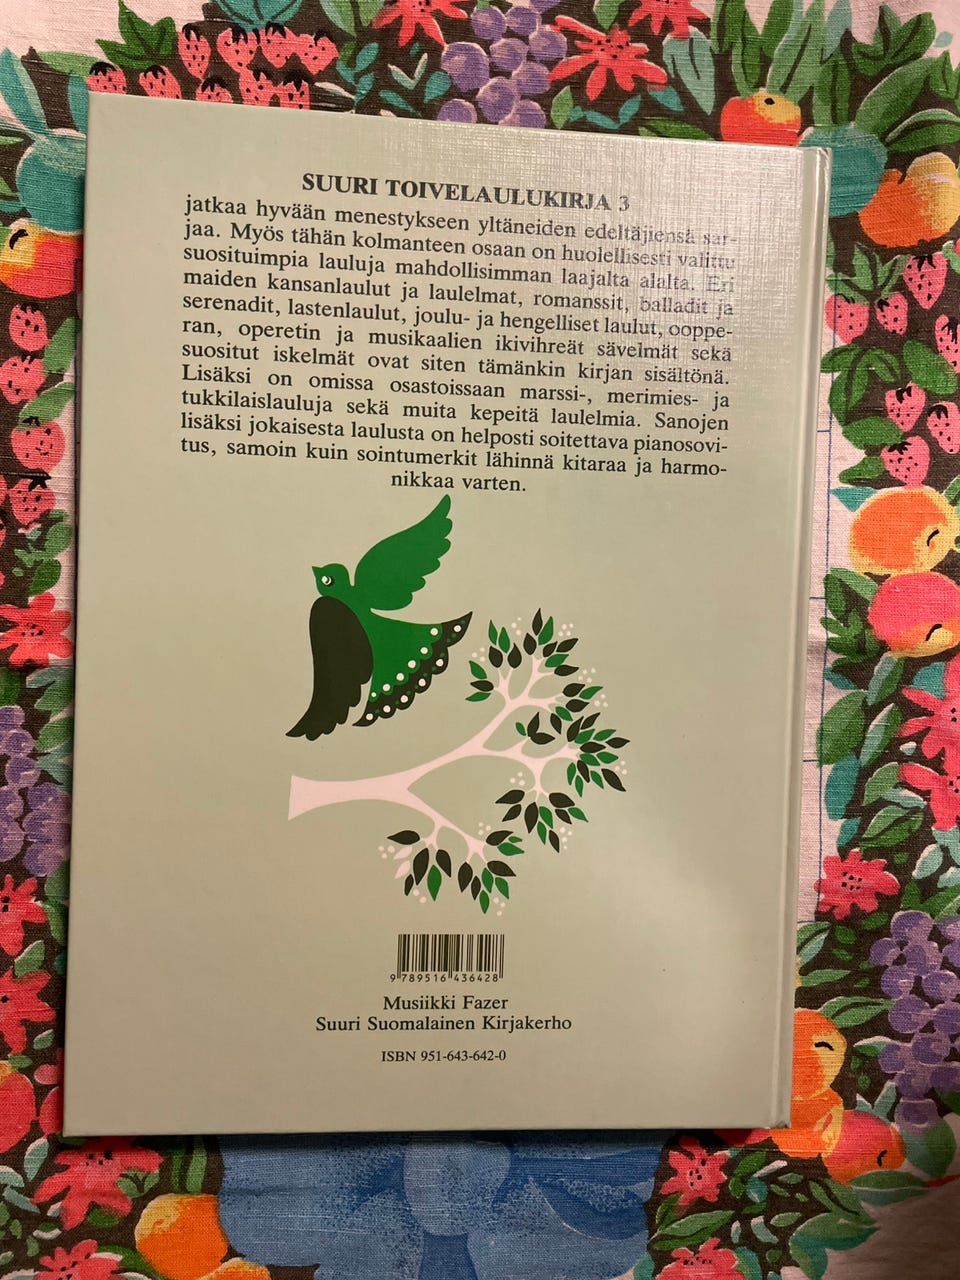 SUURI TOIVELAULUKIRJA 3
jatkaa hyvään menestykseen yltäneiden edeltäjiensä sar-
jaa. Myös tähän kolmanteen osaan on huolellisesti valittu
suosituimpia lauluja mahdollisimman laajalta alalta. Eri
maiden kansanlaulut ja laulelmat, romanssit, balladit ja
serenadit, lastenlaulut, joulu- ja hengelliset laulut, ooppe-
ran, operetin ja musikaalien ikivihreät sävelmät sekä
suositut iskelmät ovat siten tämänkin kirjan sisältönä.
Lisäksi on omissa osastoissaan marssi-, merimies- ja
tukkilaislauluja sekä muita kepeitä laulelmia. Sanojen
lisäksi jokaisesta laulusta on helposti soitettava pianosovi-
tus, samoin kuin sointumerkit lähinnä kitaraa ja harmo-
nikkaa varten.
9 789516 436428
Musiikki Fazer
Suuri Suomalainen Kirjakerho
ISBN 951-643-642-0